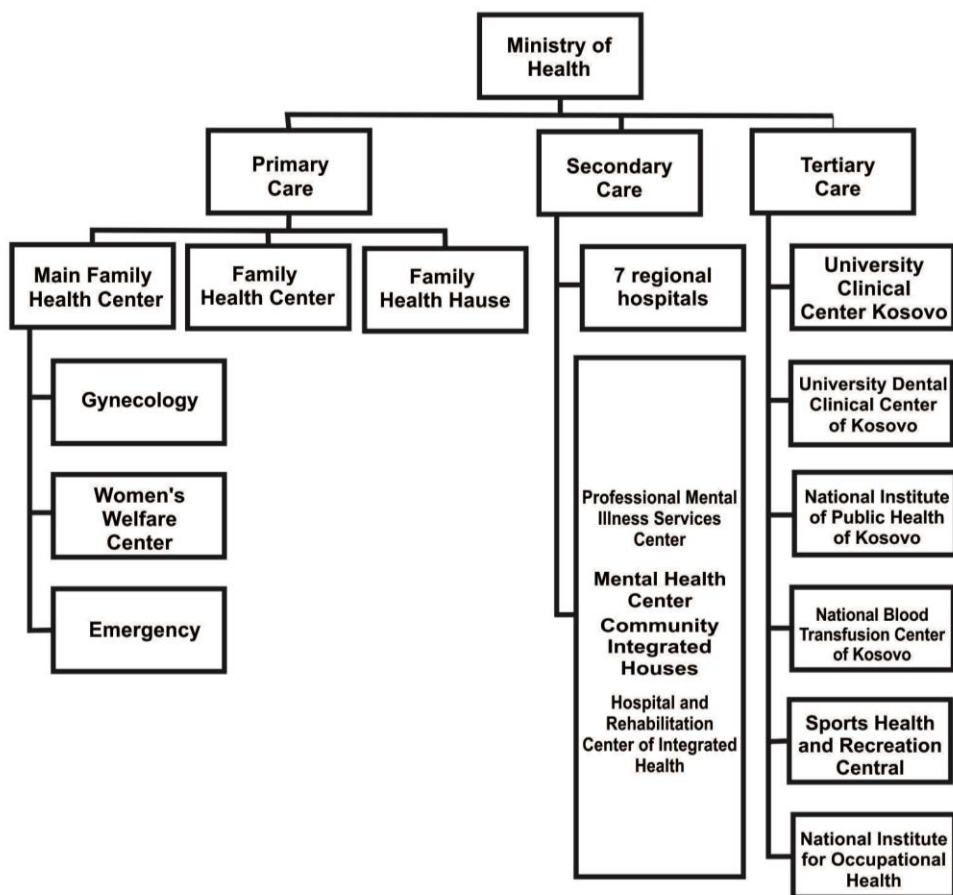 Ministry of
Health
Primary
Care
Secondary
Care
Tertiary
Care
Main Family
Health Center
Family
Health Center
Family
Health Hause
7 regional
hospitals
University
Clinical
Center Kosovo
Gynecology
University Dental
Clinical Center
of Kosovo
Women's
Welfare
Center
Professional Mental
Illness Services
Center
Mental Health
Center
Community
Integrated
Houses
Hospital and
Rehabilitation
Center of Integrated
Health
National Institute
of Public Health
of Kosovo
Emergency
National Blood
Transfusion Center
of Kosovo
Sports Health
and Recreation
Central
National Institute
for Occupational
Health